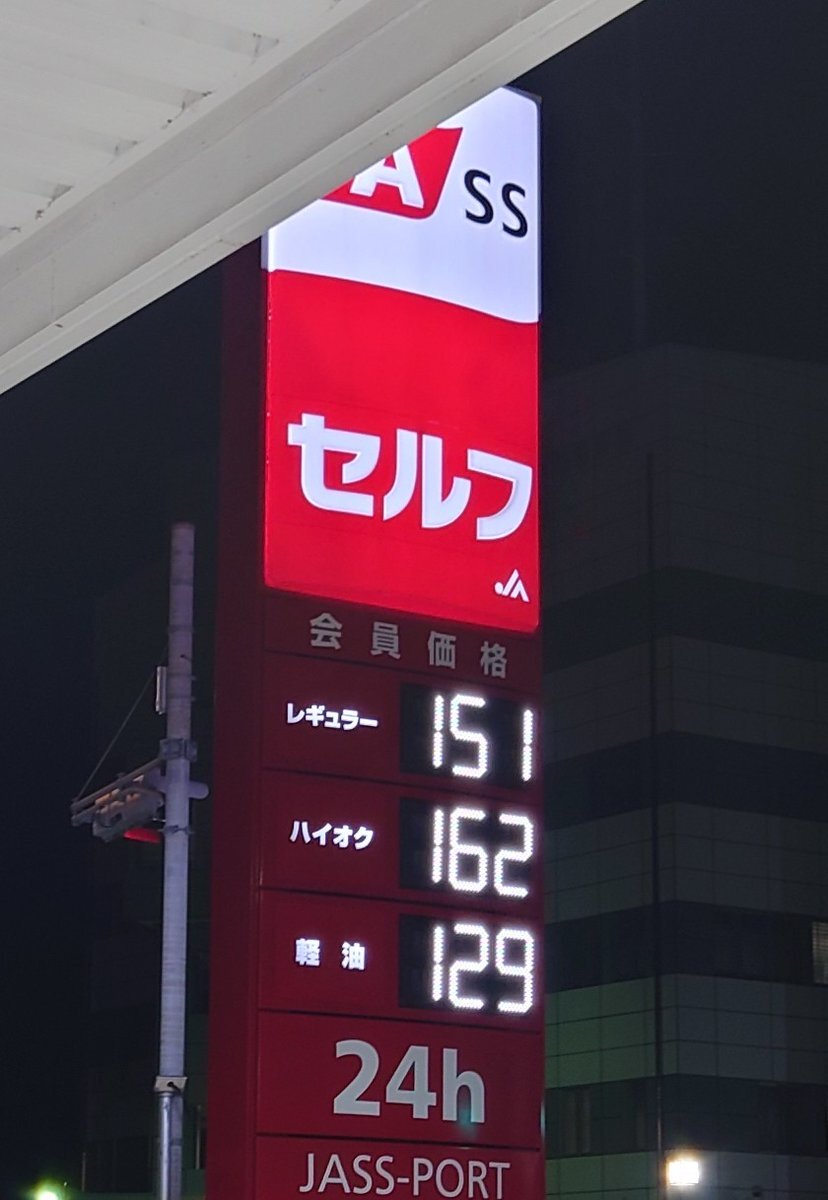 A SS
セルフ
JA
会員価格
レギュラー 151
ハイオク 162
軽油 129
24h
JASS-PORT